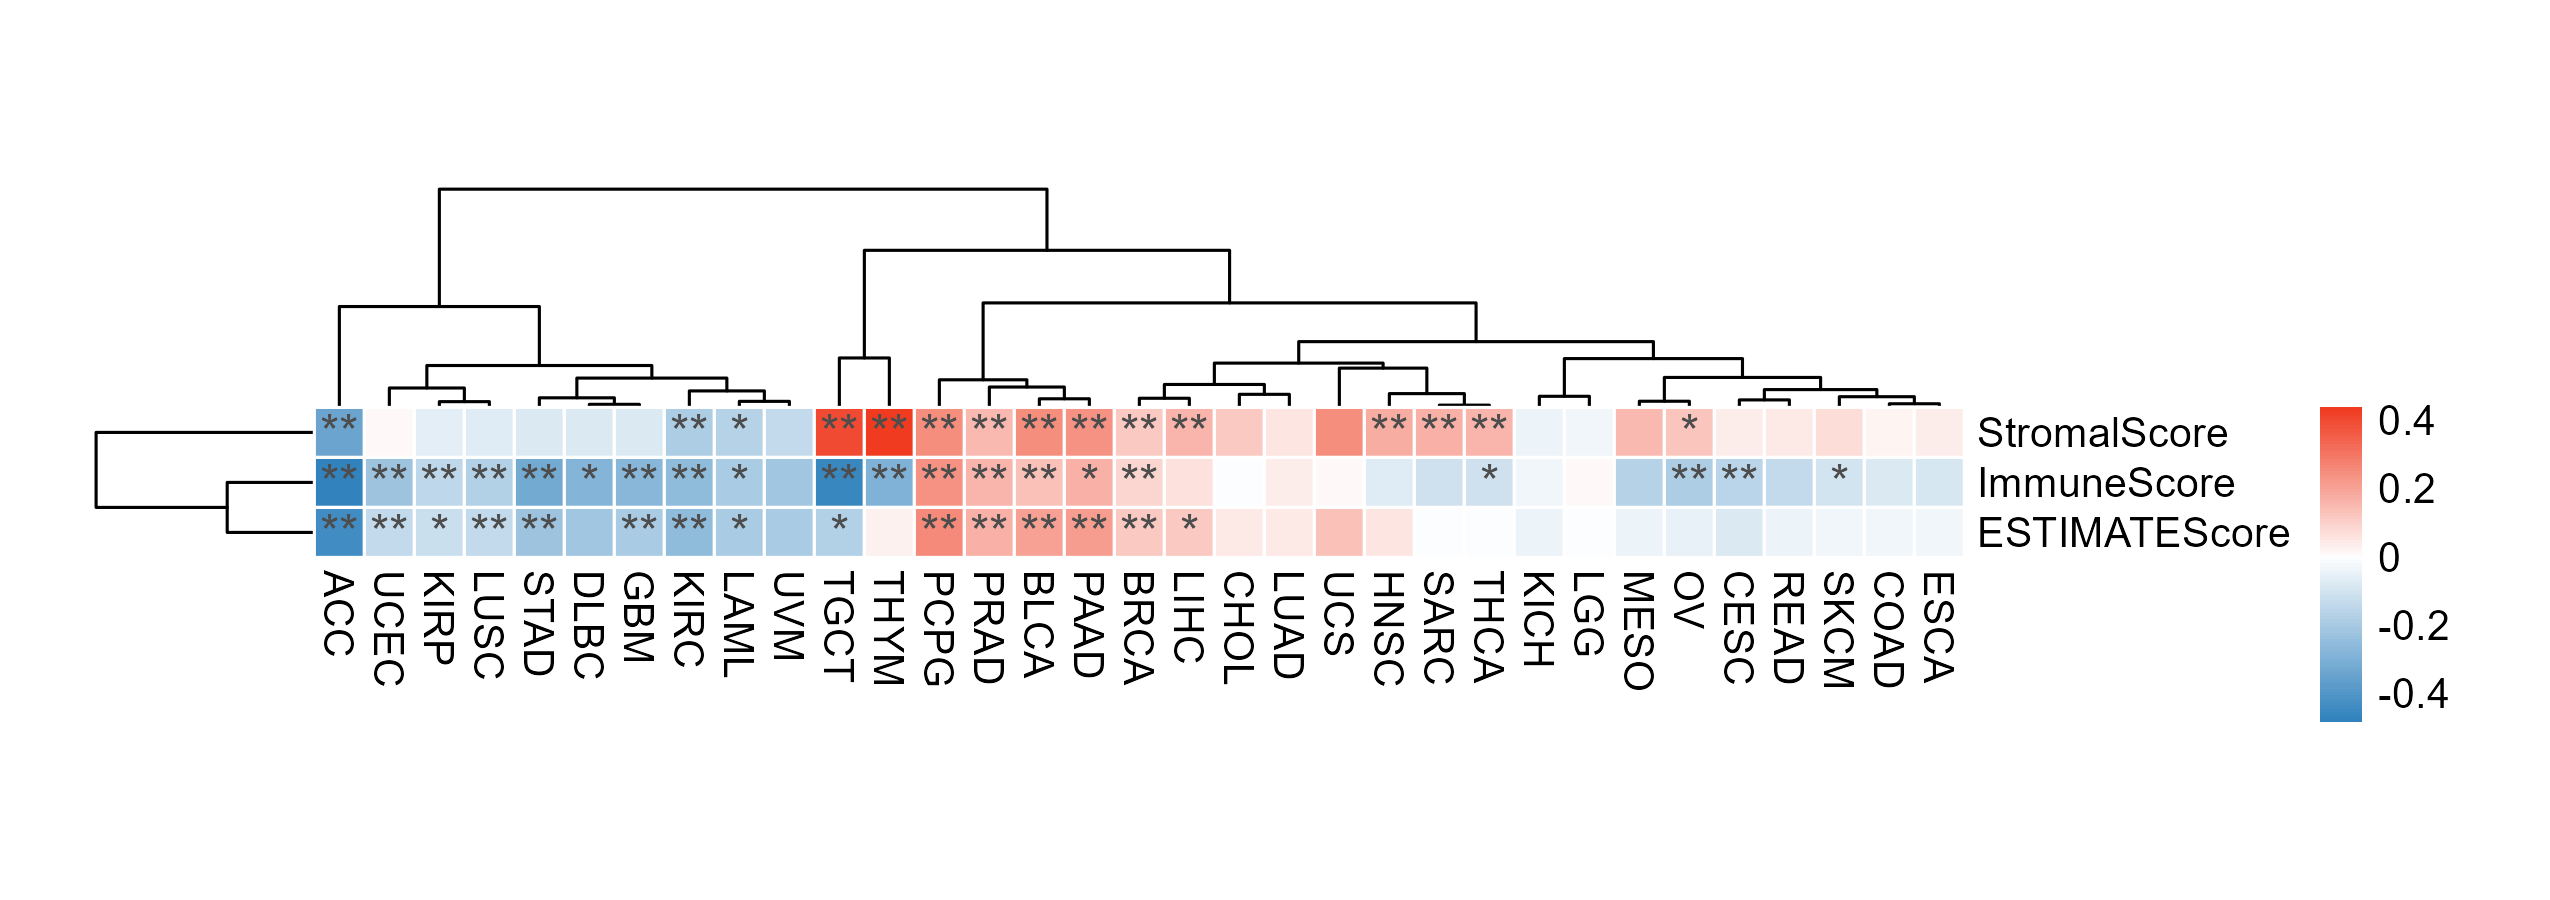 ** ** * ** ** ** ** ** ** ** ** ** ** ** ** *
StromalScore
** ** ** ** ** * ** ** * ** ** ** ** ** * ** * ** ** *
ImmuneScore
** ** * ** ** ** ** * * ** ** ** ** ** *
ESTIMATEScore
ACC
UCEC
KIRP
LUSC
STAD
DLBC
GBM
KIRC
LAML
UVM
TGCT
THYM
PCPG
PRAD
BLCA
PAAD
BRCA
LIHC
CHOL
LUAD
UCS
HNSC
SARC
THCA
KICH
LGG
MESO
OV
CESC
READ
SKCM
COAD
ESCA
0.4
0.2
0
-0.2
-0.4